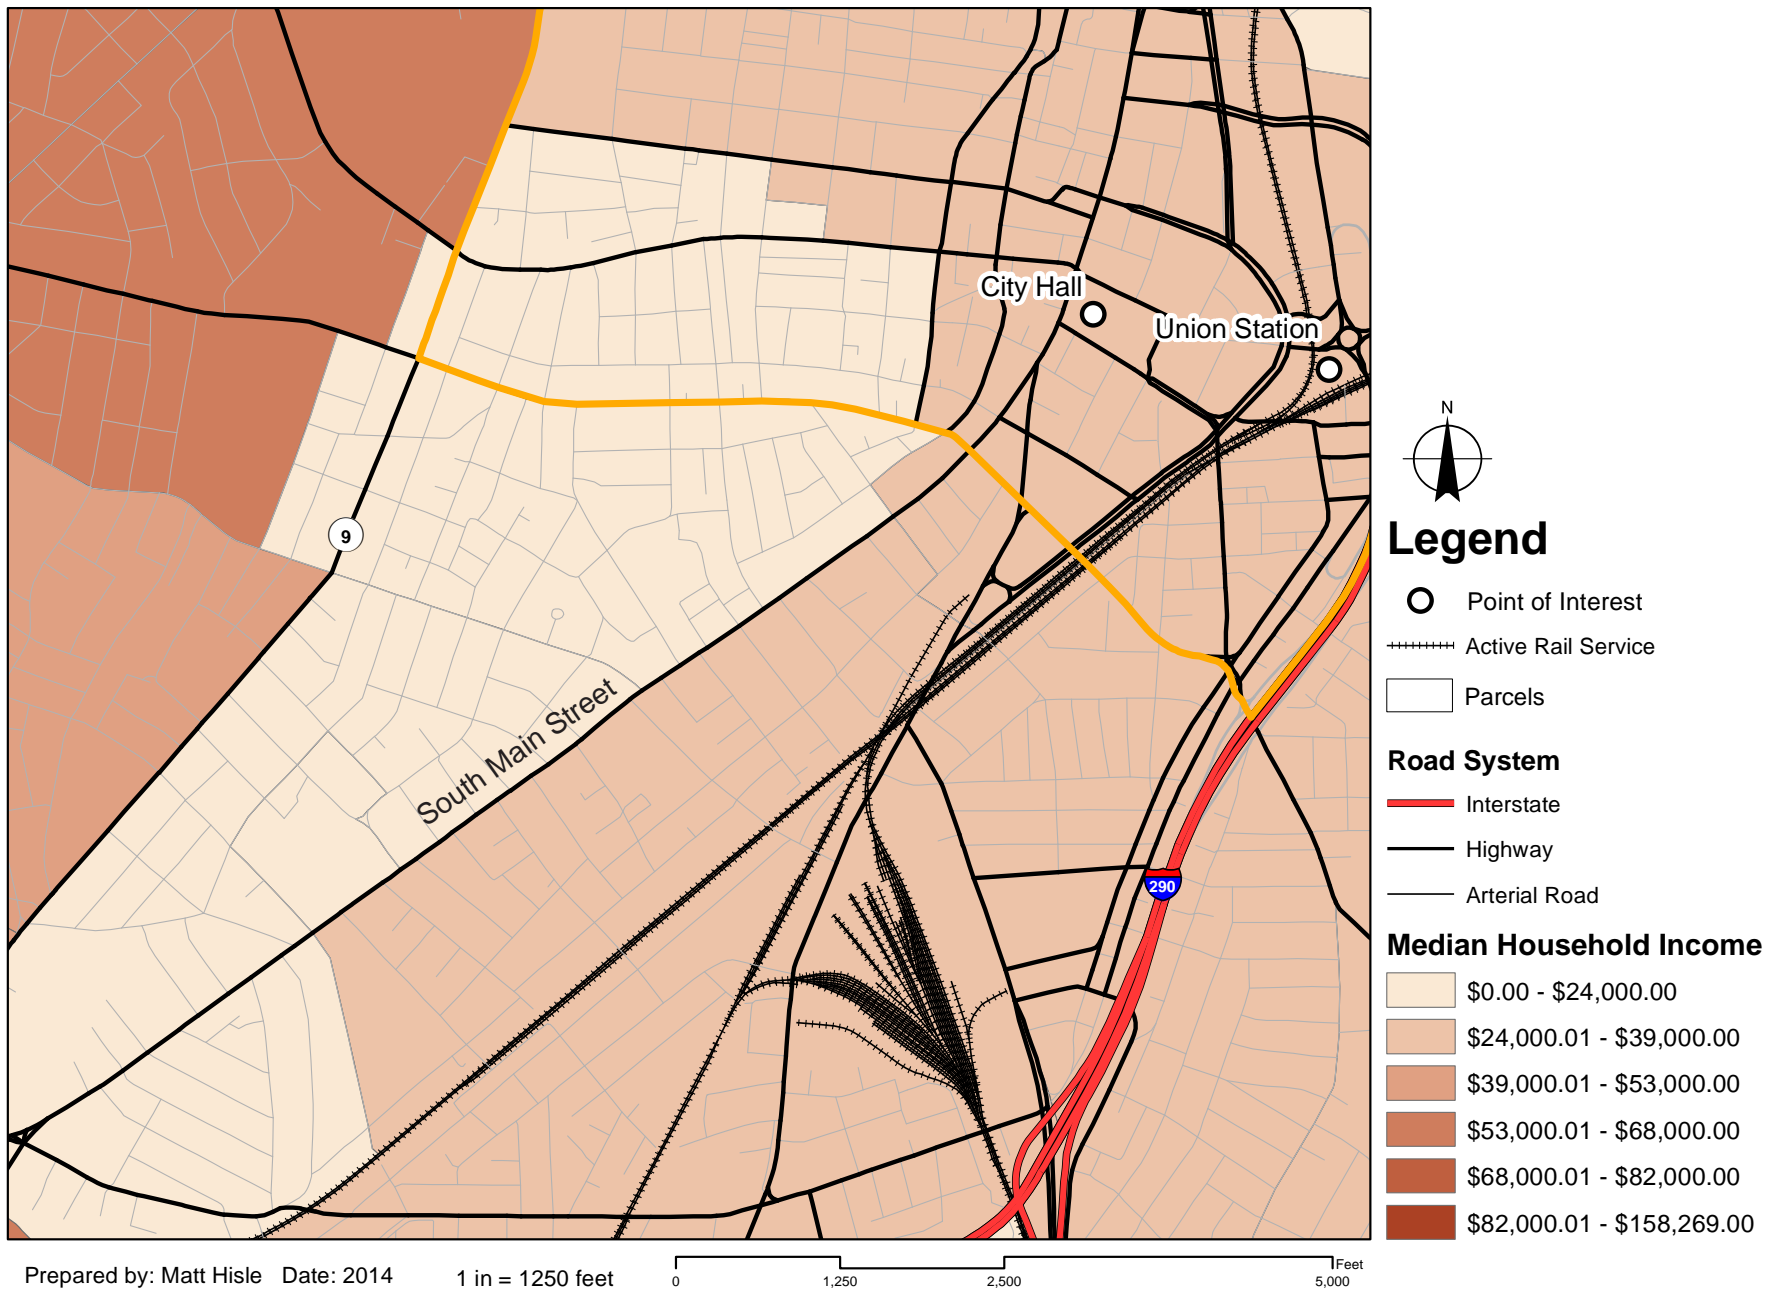 City Hall
Union Station
9
South Main Street
290
N
Legend
Point of Interest
Active Rail Service
Parcels
Road System
Interstate
Highway
Arterial Road
Median Household Income
$0.00 - $24,000.00
$24,000.01 - $39,000.00
$39,000.01 - $53,000.00
$53,000.01 - $68,000.00
$68,000.01 - $82,000.00
$82,000.01 - $158,269.00
Prepared by: Matt Hisle Date: 2014
1 in = 1250 feet
Feet
0 1,250 2,500 5,000